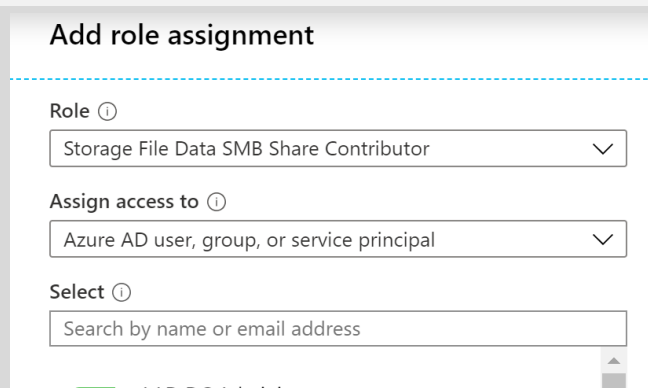 Add role assignment
Role
Storage File Data SMB Share Contributor
Assign access to
Azure AD user, group, or service principal
Select
Search by name or email address